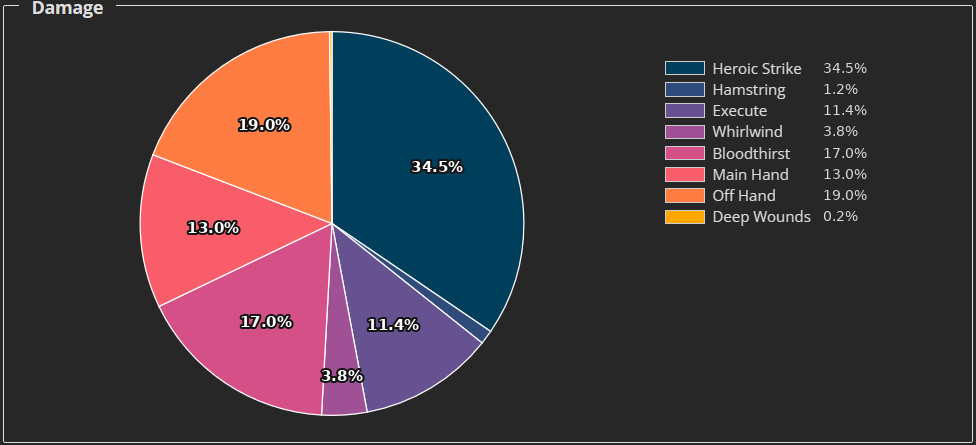 Damage
34.5%
19.0%
13.0%
17.0%
11.4%
3.8%
Heroic Strike 34.5%
Hamstring 1.2%
Execute 11.4%
Whirlwind 3.8%
Bloodthirst 17.0%
Main Hand 13.0%
Off Hand 19.0%
Deep Wounds 0.2%